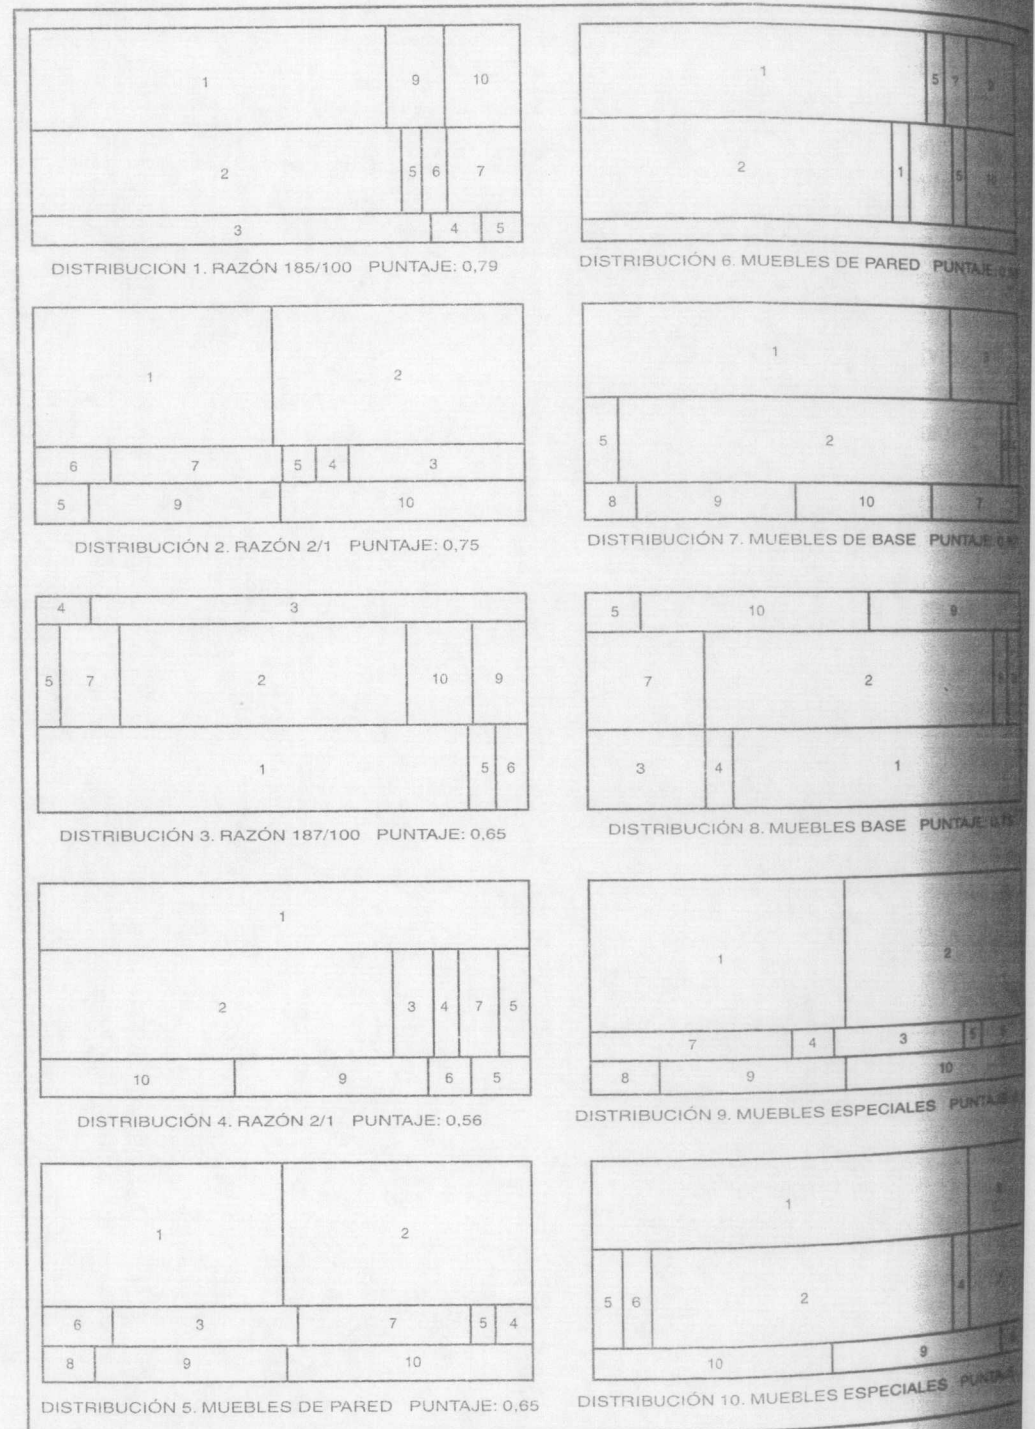 1 9 10
2 5 6 7
3 4 5
DISTRIBUCION 1. RAZÓN 185/100 PUNTAJE: 0,79
1 2
6 7 5 4 3
5 9 10
DISTRIBUCIÓN 2. RAZÓN 2/1 PUNTAJE: 0,75
4 3
5 7 2 10 9
1 5 6
DISTRIBUCIÓN 3. RAZÓN 187/100 PUNTAJE: 0,65
1
2 3 4 7 5
10 9 6 5
DISTRIBUCIÓN 4. RAZÓN 2/1 PUNTAJE: 0,56
1 2
6 3 7 5 4
8 9 10
DISTRIBUCIÓN 5. MUEBLES DE PARED PUNTAJE: 0,65
1 5 7
2 1 5 10
DISTRIBUCIÓN 6. MUEBLES DE PARED PUNTAJE:
1
5 2
8 9 10 7
DISTRIBUCIÓN 7. MUEBLES DE BASE PUNTAJE:
5 10 9
7 2
3 4 1
DISTRIBUCIÓN 8. MUEBLES BASE PUNTAJE:
1 2
7 4 3 5
8 9 10
DISTRIBUCIÓN 9. MUEBLES ESPECIALES PUNTAJE
1
5 6 2 4
10 9
DISTRIBUCIÓN 10. MUEBLES ESPECIALES PUNTAJE